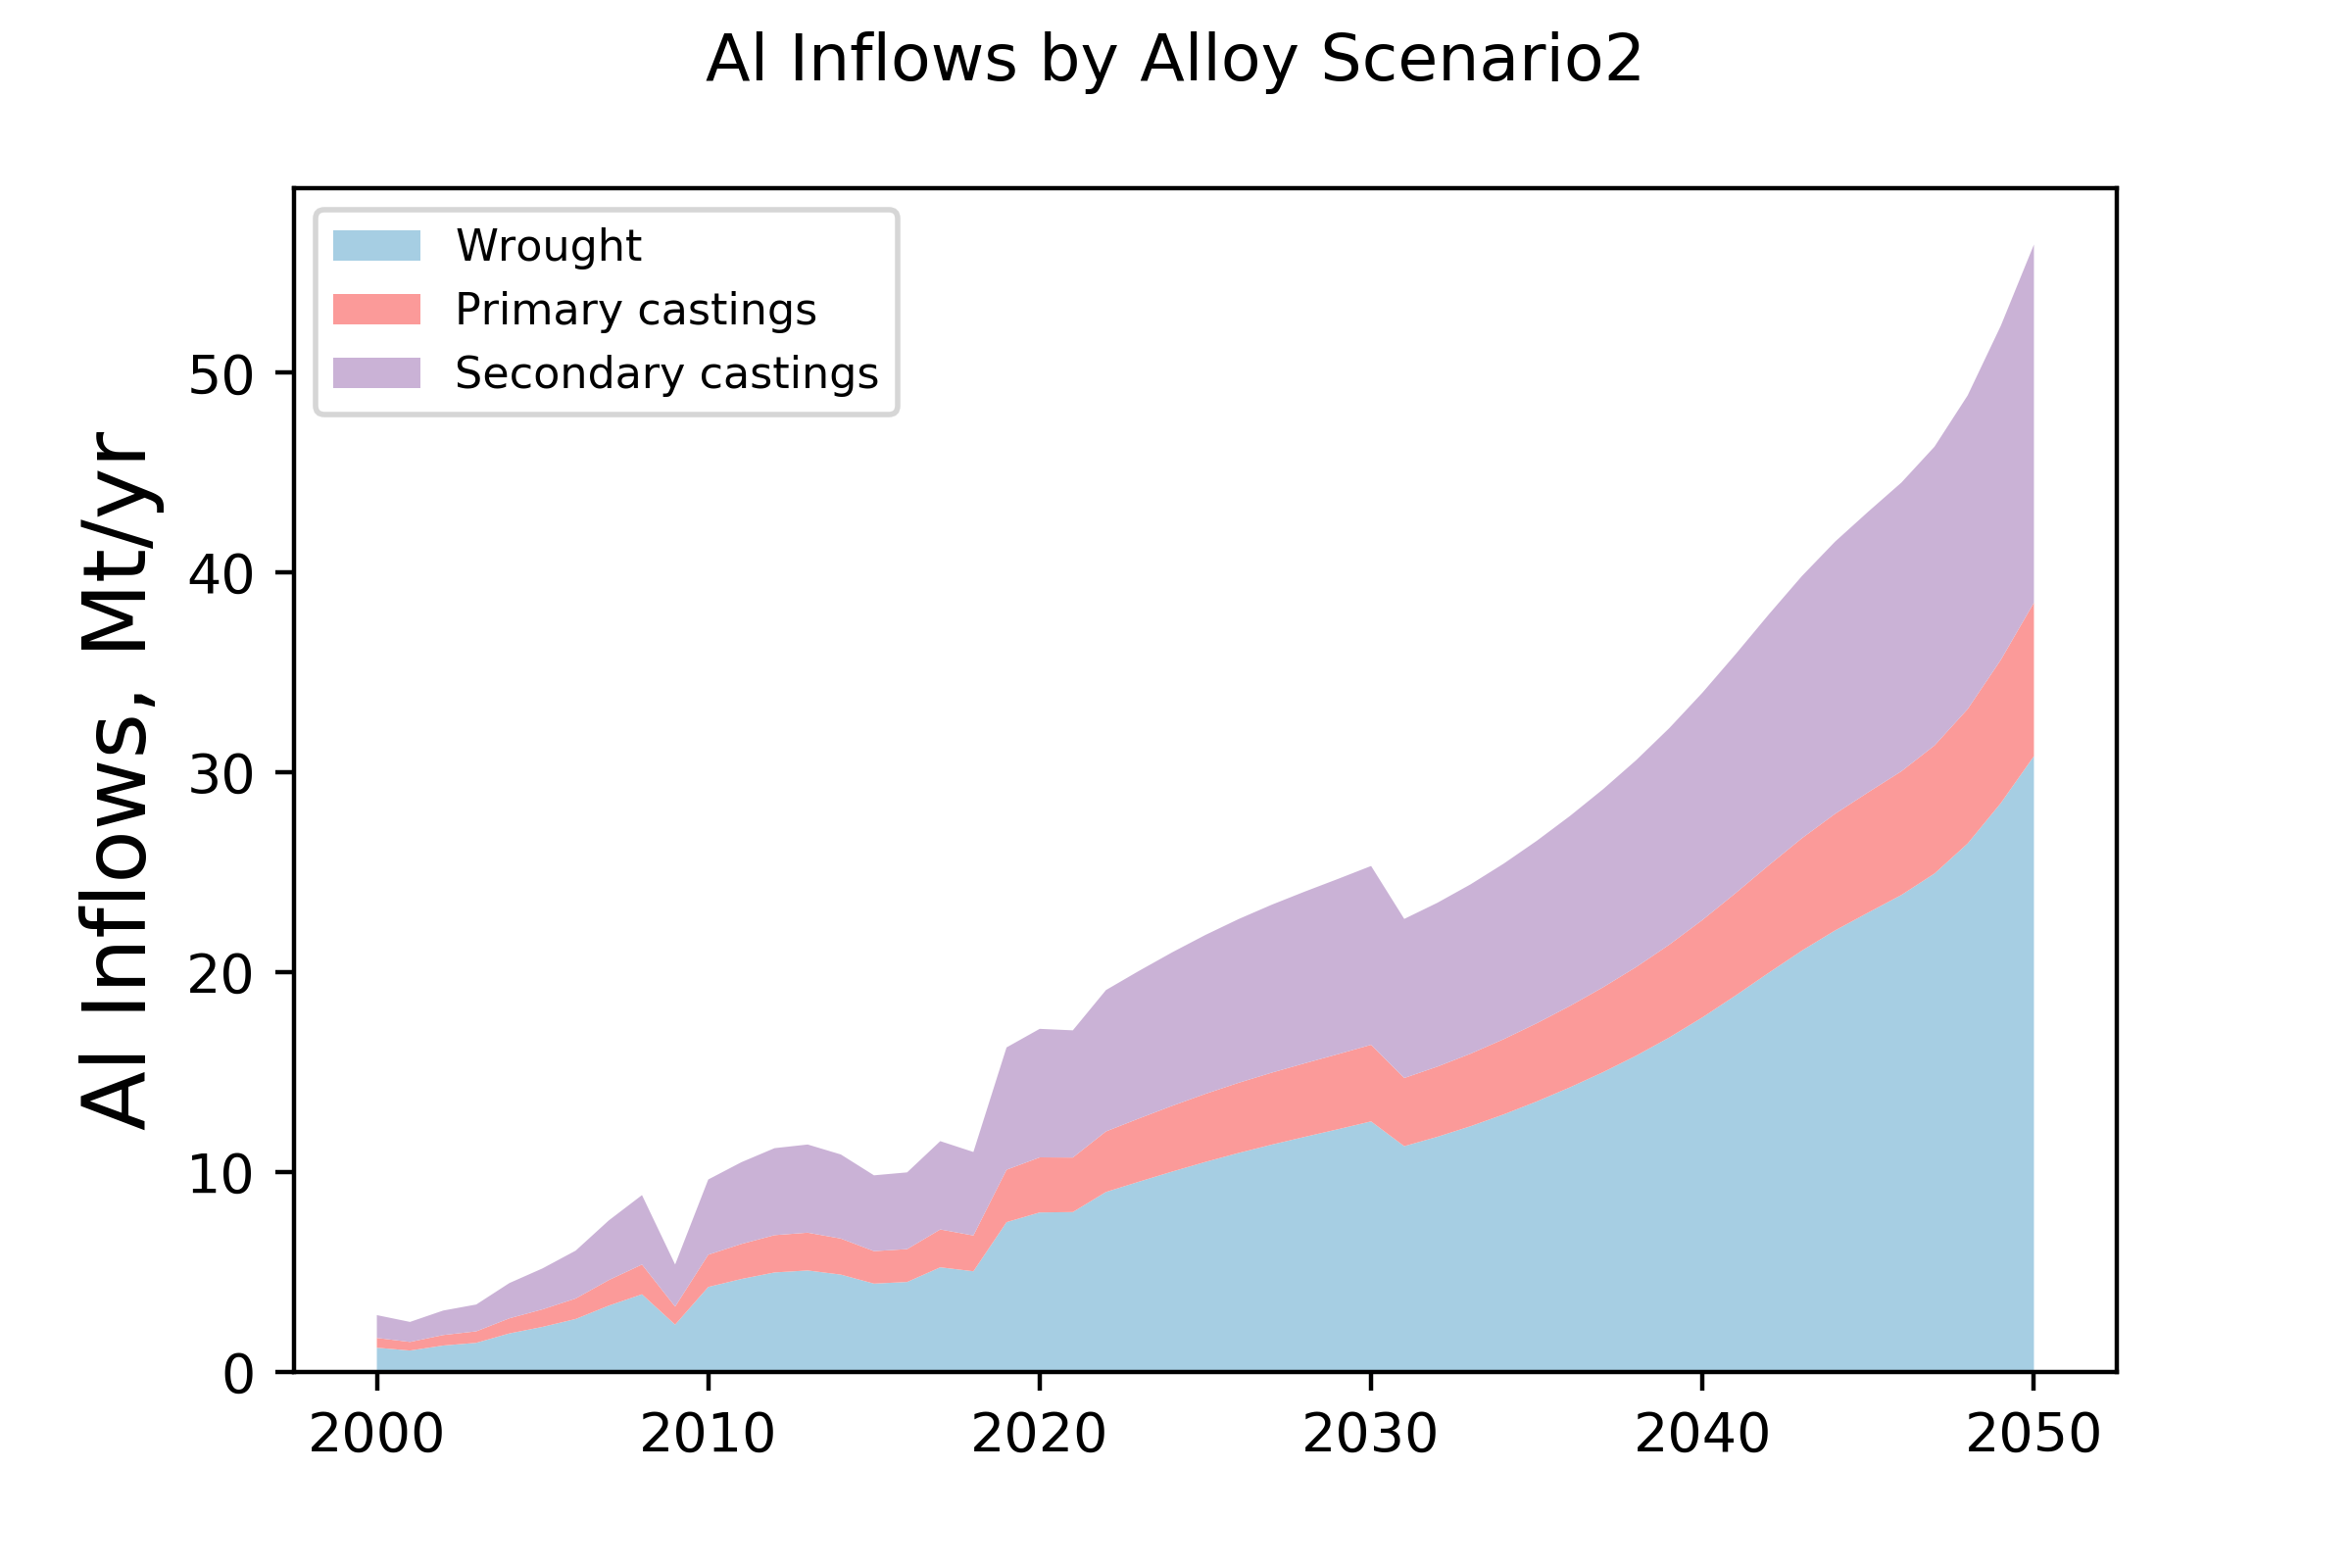 Al Inflows by Alloy Scenario2
Wrought
Primary castings
Secondary castings
Al Inflows, Mt/yr
50
40
30
20
10
0
2000 2010 2020 2030 2040 2050